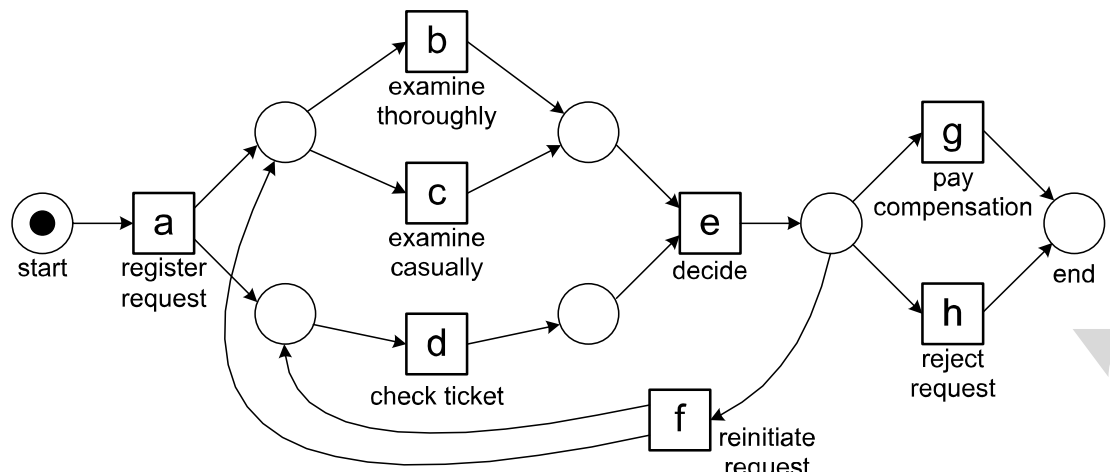 b
examine
thoroughly
g
pay
compensation
c
examine
casually
start
a
register
request
e
decide
end
d
check ticket
h
reject
request
f
reinitiate
request